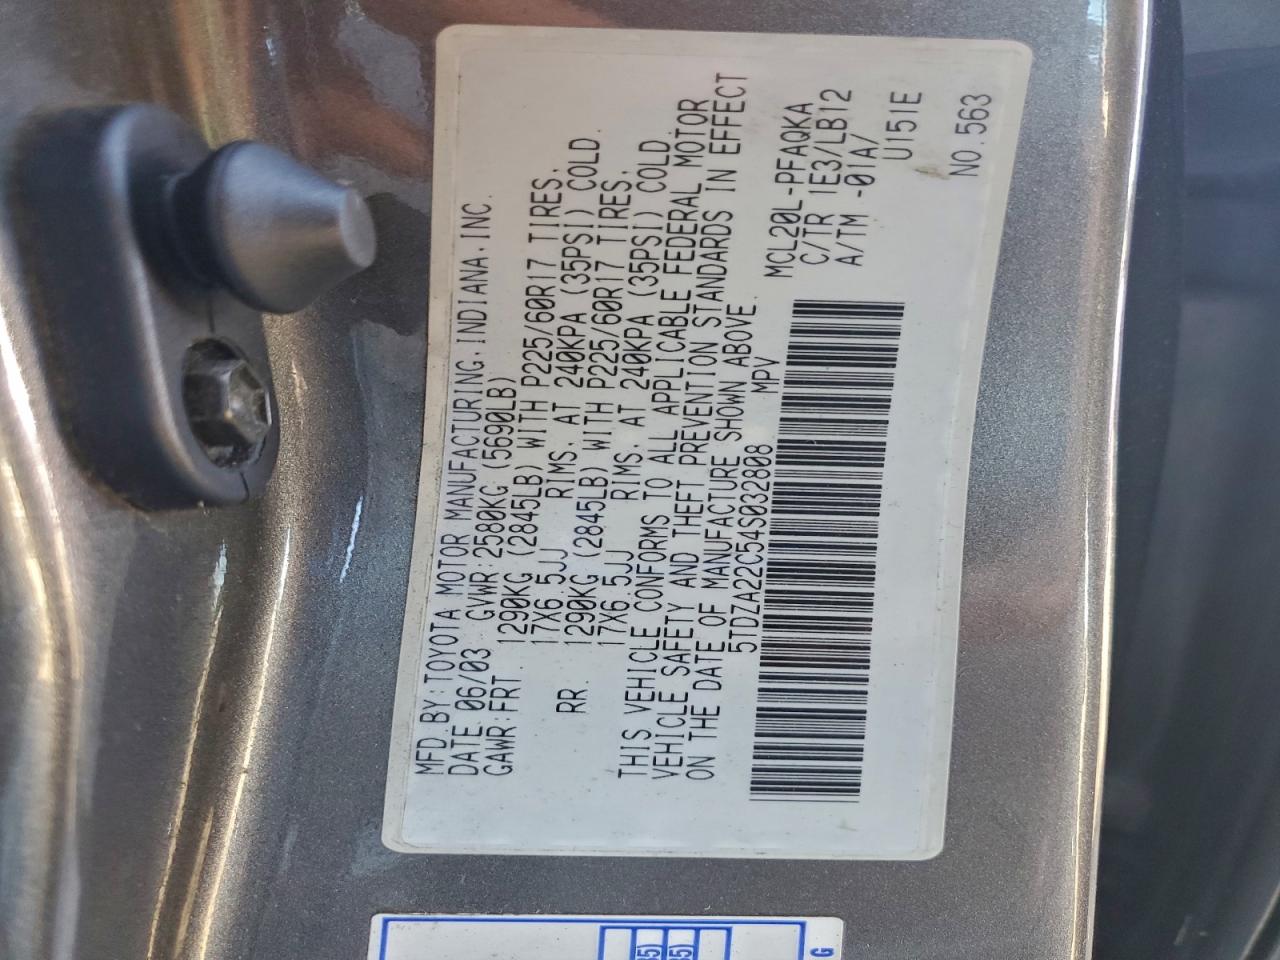 MFD.BY:TOYOTA MOTOR MANUFACTURING,INDIANA,INC.
DATE:06/03 GVWR:2580KG (5690LB)
GAWR:FRT 1290KG (2845LB) WITH P225/60R17 TIRES,
17X6.5JJ RIMS, AT 240KPA (35PSI) COLD.
RR. 1290KG (2845LB) WITH P225/60R17 TIRES,
17X6.5JJ RIMS, AT 240KPA (35PSI) COLD.
THIS VEHICLE CONFORMS TO ALL APPLICABLE FEDERAL MOTOR
VEHICLE SAFETY AND THEFT PREVENTION STANDARDS IN EFFECT
ON THE DATE OF MANUFACTURE SHOWN ABOVE.
5TDZA22C54S032808 MPV
MCL20L-PFAQKA
C/TR 1E3/LB12
A/TM -01A/
U151E
NO.563
G